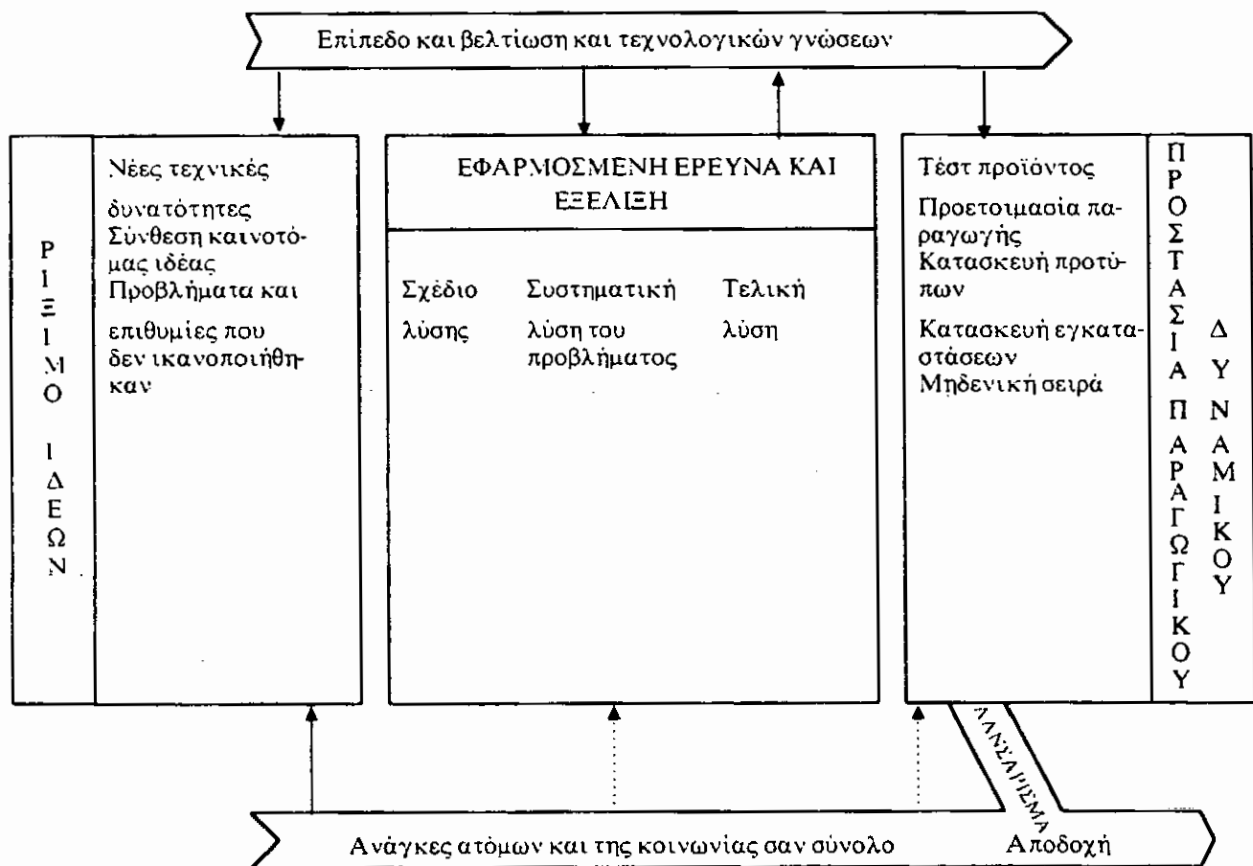 Επίπεδο και βελτίωση και τεχνολογικών γνώσεων
ΡΙΞΙΜΟ ΙΔΕΩΝ
Νέες τεχνικές
δυνατότητες
Σύνθεση καινοτό-
μας ιδέας
Προβλήματα και
επιθυμίες που
δεν ικανοποιήθη-
καν
ΕΦΑΡΜΟΣΜΕΝΗ ΕΡΕΥΝΑ ΚΑΙ
ΕΞΕΛΙΞΗ
Σχέδιο
λύσης
Συστηματική
λύση του
προβλήματος
Τελική
λύση
Τέστ προϊόντος
Προετοιμασία πα-
ραγωγής
Κατασκευή προτύ-
πων
Κατασκευή εγκατα-
στάσεων
Μηδενική σειρά
ΠΡΟΣΤΑΣΙΑ ΠΑΡΑΓΩΓΙΚΟΥ
ΔΥΝΑΜΙΚΟΥ
ΛΑΝΣΑΡΙΣΜΑ
Ανάγκες ατόμων και της κοινωνίας σαν σύνολο
Αποδοχή